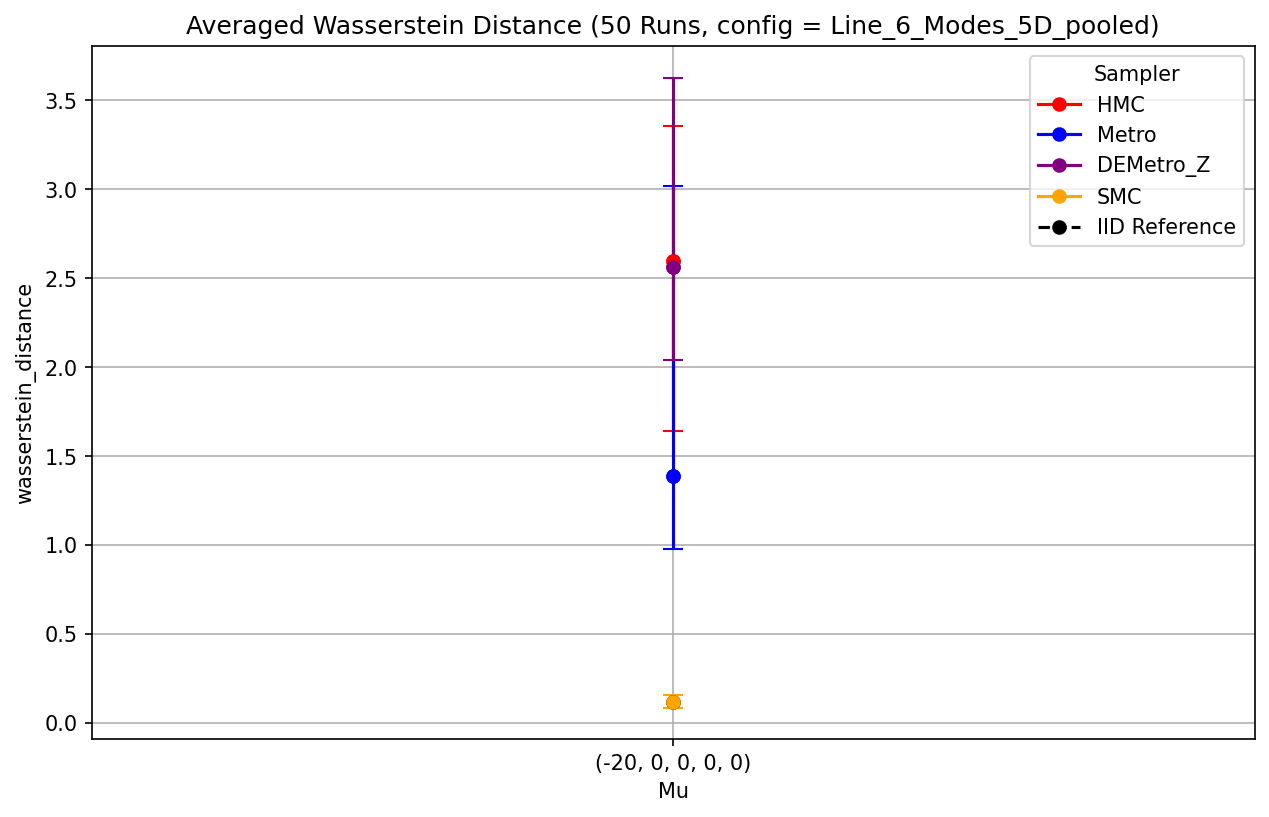 Averaged Wasserstein Distance (50 Runs, config = Line_6_Modes_5D_pooled)
Sampler
HMC
Metro
DEMetro_Z
SMC
IID Reference
3.5
3.0
2.5
2.0
1.5
1.0
0.5
0.0
wasserstein_distance
(-20, 0, 0, 0, 0)
Mu